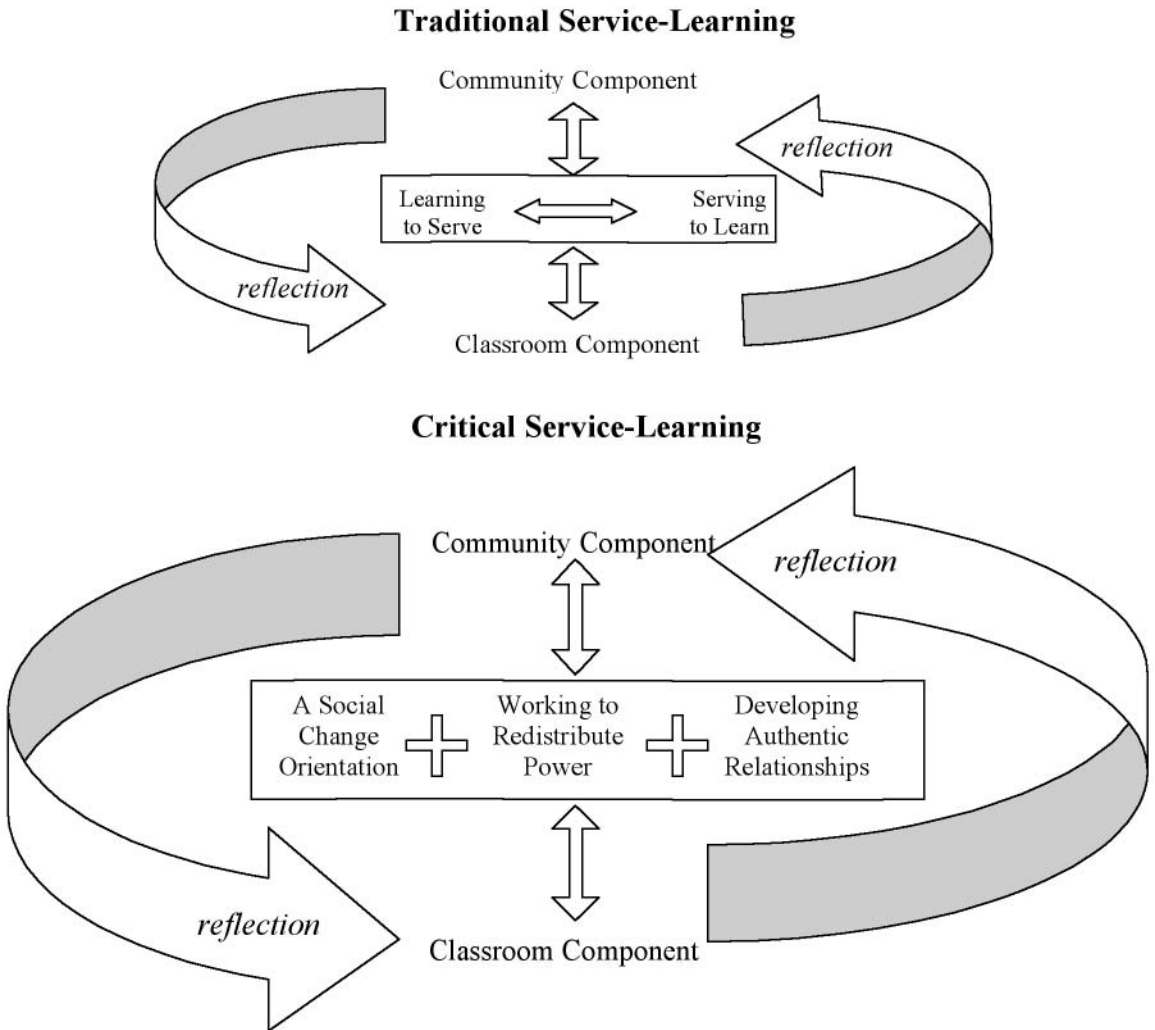 Traditional Service-Learning
Community Component
reflection
Learning
to Serve
Serving
to Learn
reflection
Classroom Component
Critical Service-Learning
Community Component
reflection
A Social
Change
Orientation
Working to
Redistribute
Power
Developing
Authentic
Relationships
reflection
Classroom Component